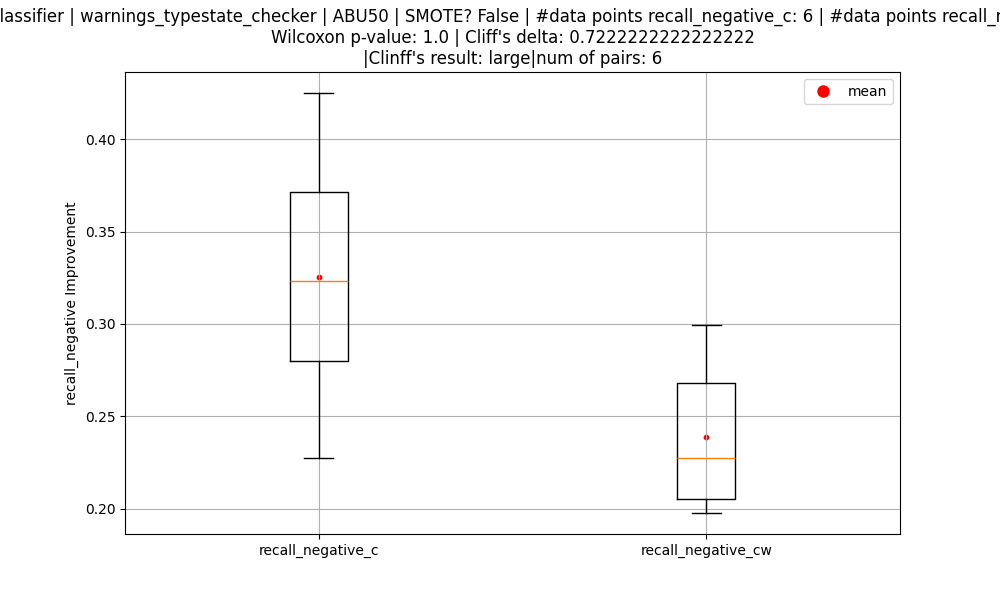 lassifier | warnings_typestate_checker | ABU50 | SMOTE? False | #data points recall_negative_c: 6 | #data points recall_
Wilcoxon p-value: 1.0 | Cliff's delta: 0.7222222222222222
|Clinff's result: large|num of pairs: 6
mean
0.40
0.35
0.30
0.25
0.20
recall_negative Improvement
recall_negative_c
recall_negative_cw